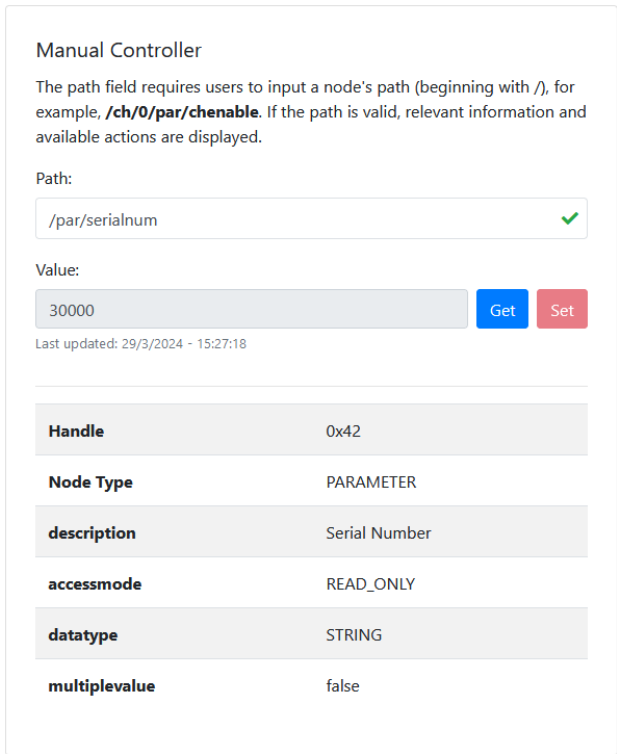 Manual Controller
The path field requires users to input a node's path (beginning with /), for
example, /ch/0/par/chenable. If the path is valid, relevant information and
available actions are displayed.
Path:
/par/serialnum
Value:
30000 Get Set
Last updated: 29/3/2024 - 15:27:18
Handle 0x42
Node Type PARAMETER
description Serial Number
accessmode READ_ONLY
datatype STRING
multiplevalue false